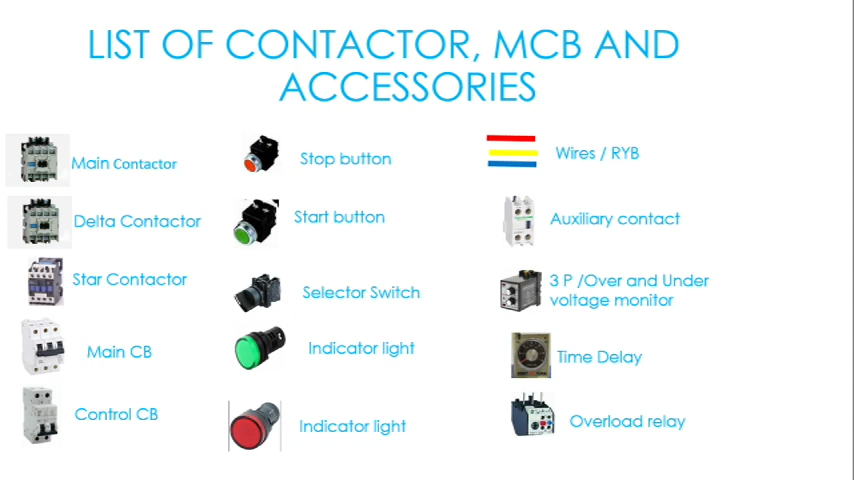 LIST OF CONTACTOR, MCB AND
ACCESSORIES
Main Contactor
Delta Contactor
Star Contactor
Main CB
Control CB
Stop button
Start button
Selector Switch
Indicator light
Indicator light
Wires / RYB
Auxiliary contact
3 P /Over and Under
voltage monitor
Time Delay
Overload relay